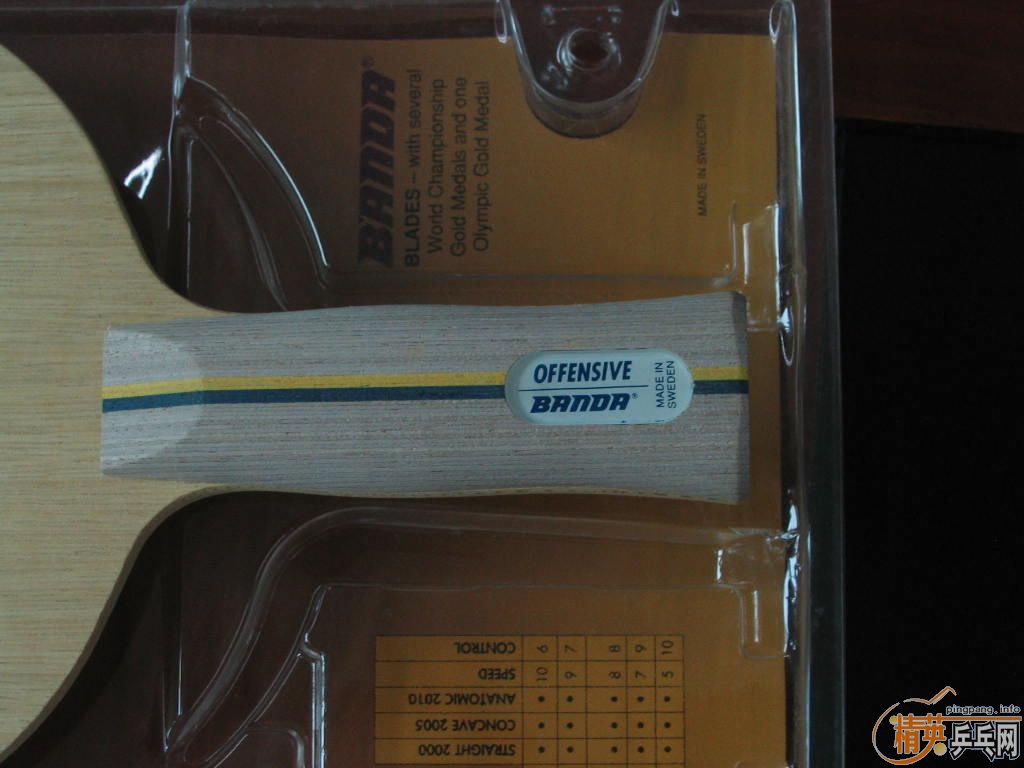 BANDA®
BLADES – with several
World Championship
Gold Medals and one
Olympic Gold Medal
MADE IN SWEDEN
OFFENSIVE
BANDA®
MADE IN
SWEDEN
CONTROL 6 7 8 9 10
SPEED 10 9 8 7 5
ANATOMIC 2010 • • • • •
CONCAVE 2005 • • • • •
STRAIGHT 2000 • • • • •
pingpang.info
精英乒乓网